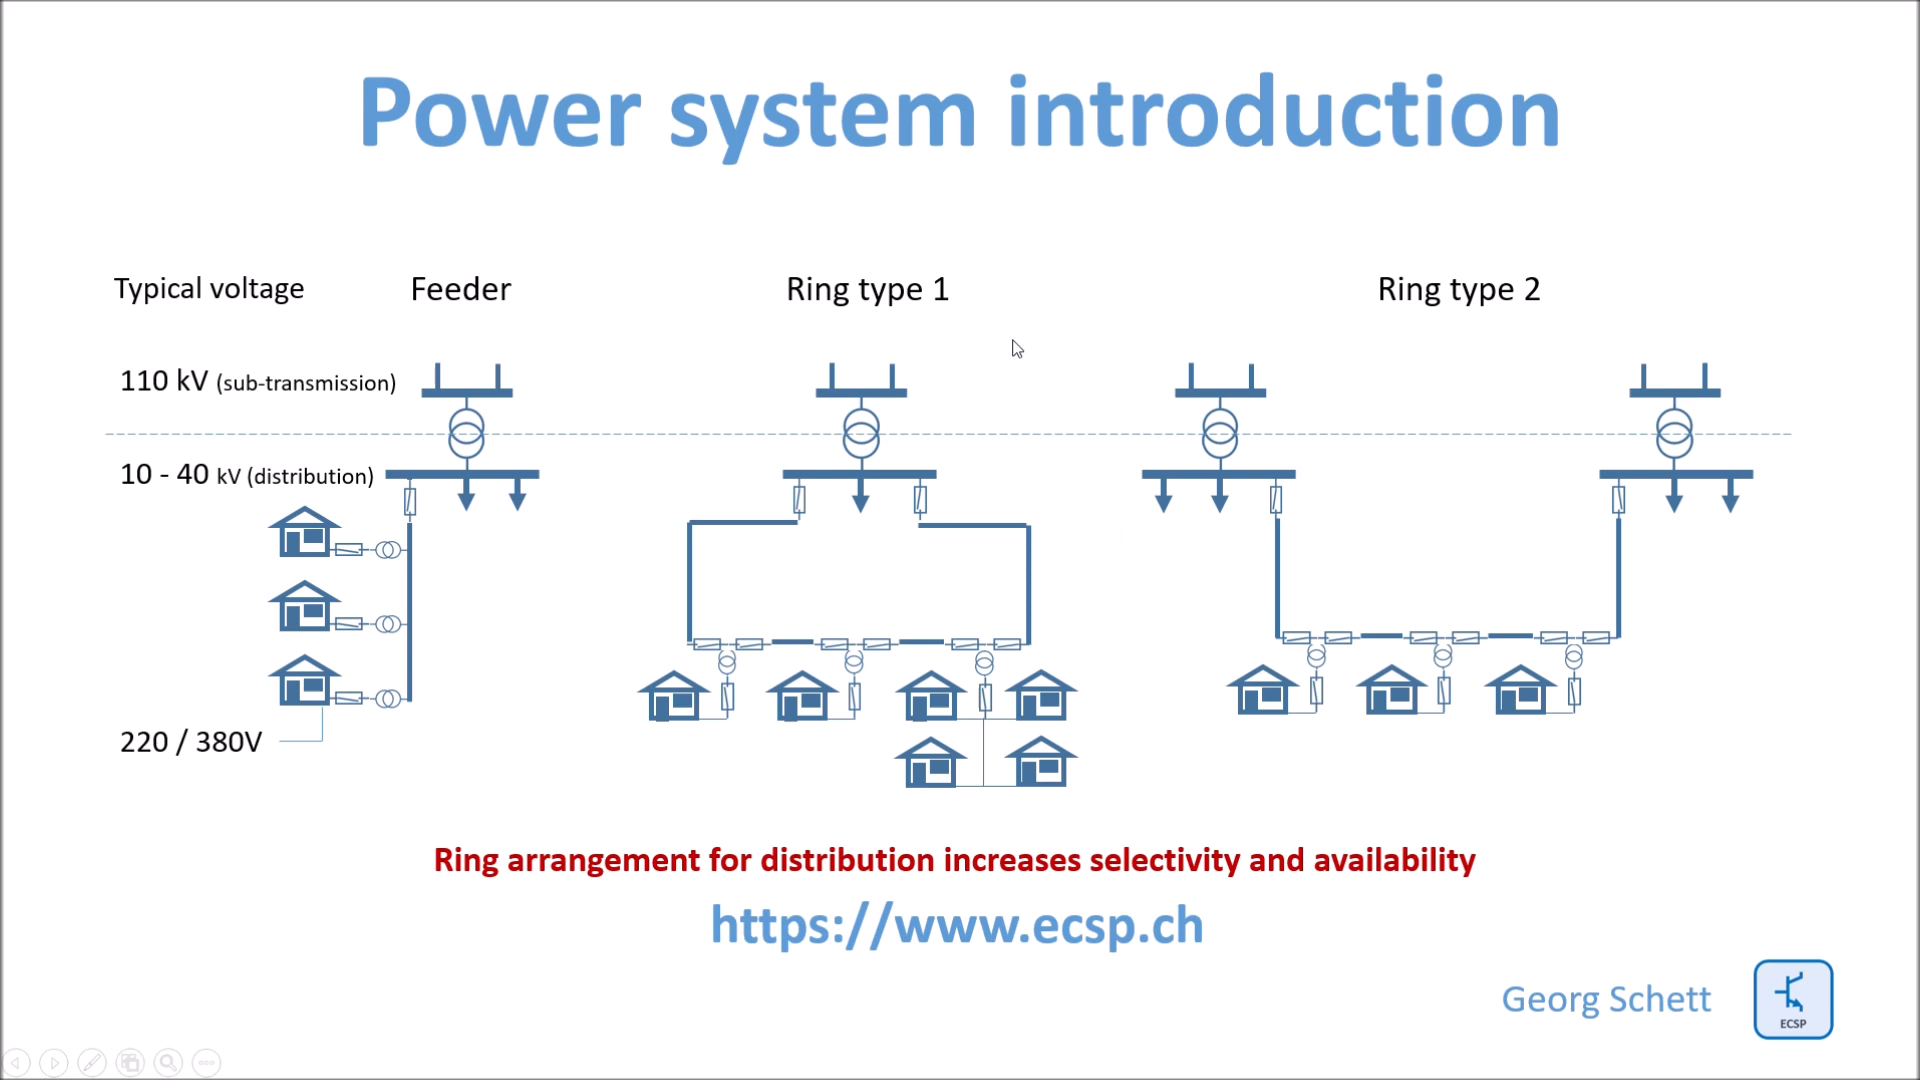 Power system introduction
Typical voltage
Feeder
Ring type 1
Ring type 2
110 kV (sub-transmission)
10 - 40 kV (distribution)
220 / 380V
Ring arrangement for distribution increases selectivity and availability
https://www.ecsp.ch
Georg Schett
ECSP